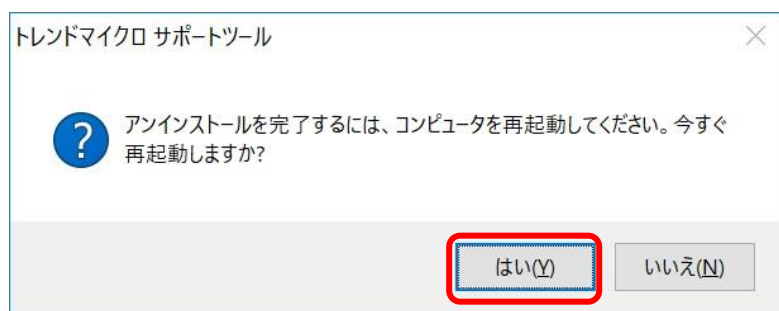 トレンドマイクロ サポートツール
アンインストールを完了するには、コンピュータを再起動してください。今すぐ
再起動しますか?
はい(Y)
いいえ(N)